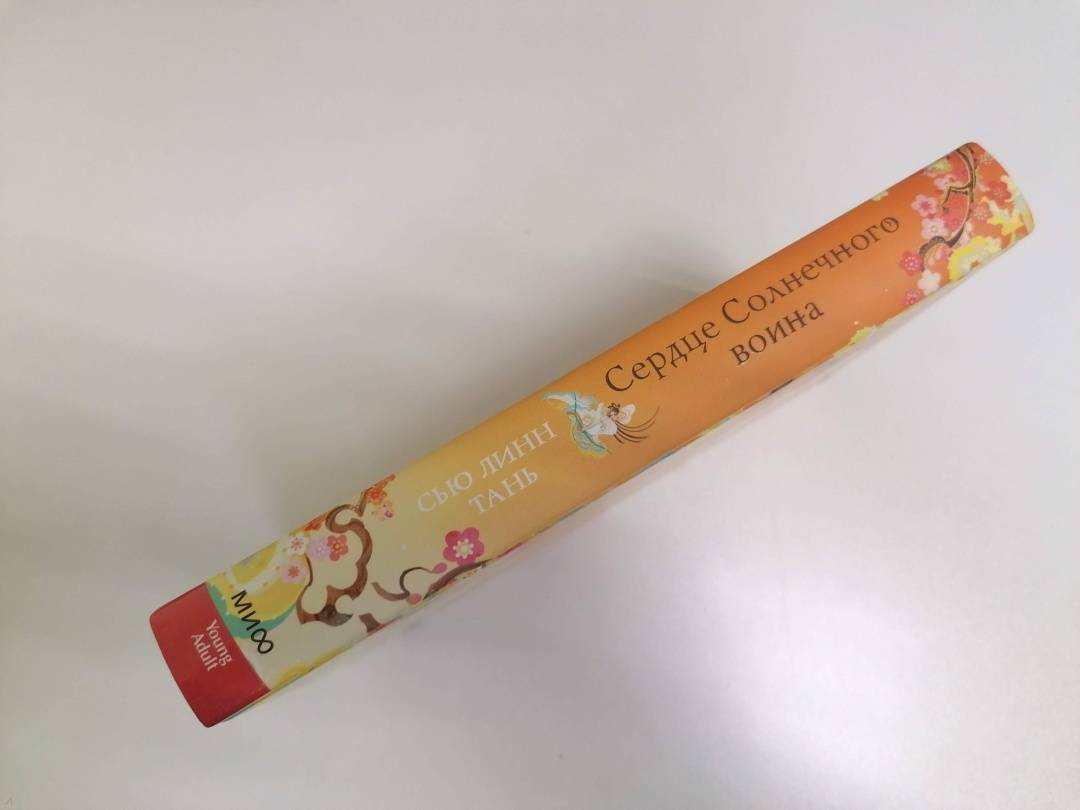 СЬЮ ЛИНН
ТАНЬ
Сердце Солнечного
воина
МИФ
Young
Adult